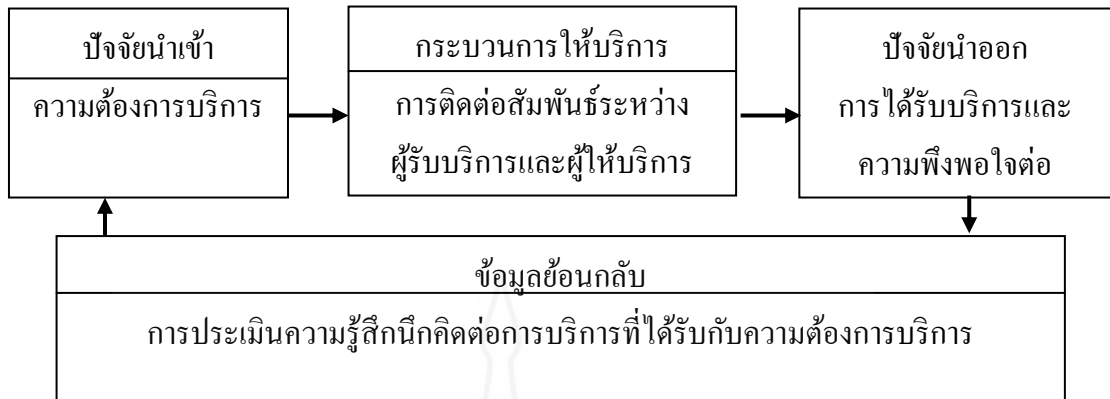 ปัจจัยนำเข้า
ความต้องการบริการ
กระบวนการให้บริการ
การติดต่อสัมพันธ์ระหว่าง
ผู้รับบริการและผู้ให้บริการ
ปัจจัยนำออก
การได้รับบริการและ
ความพึงพอใจต่อ
ข้อมูลย้อนกลับ
การประเมินความรู้สึกนึกคิดต่อการบริการที่ได้รับกับความต้องการบริการ